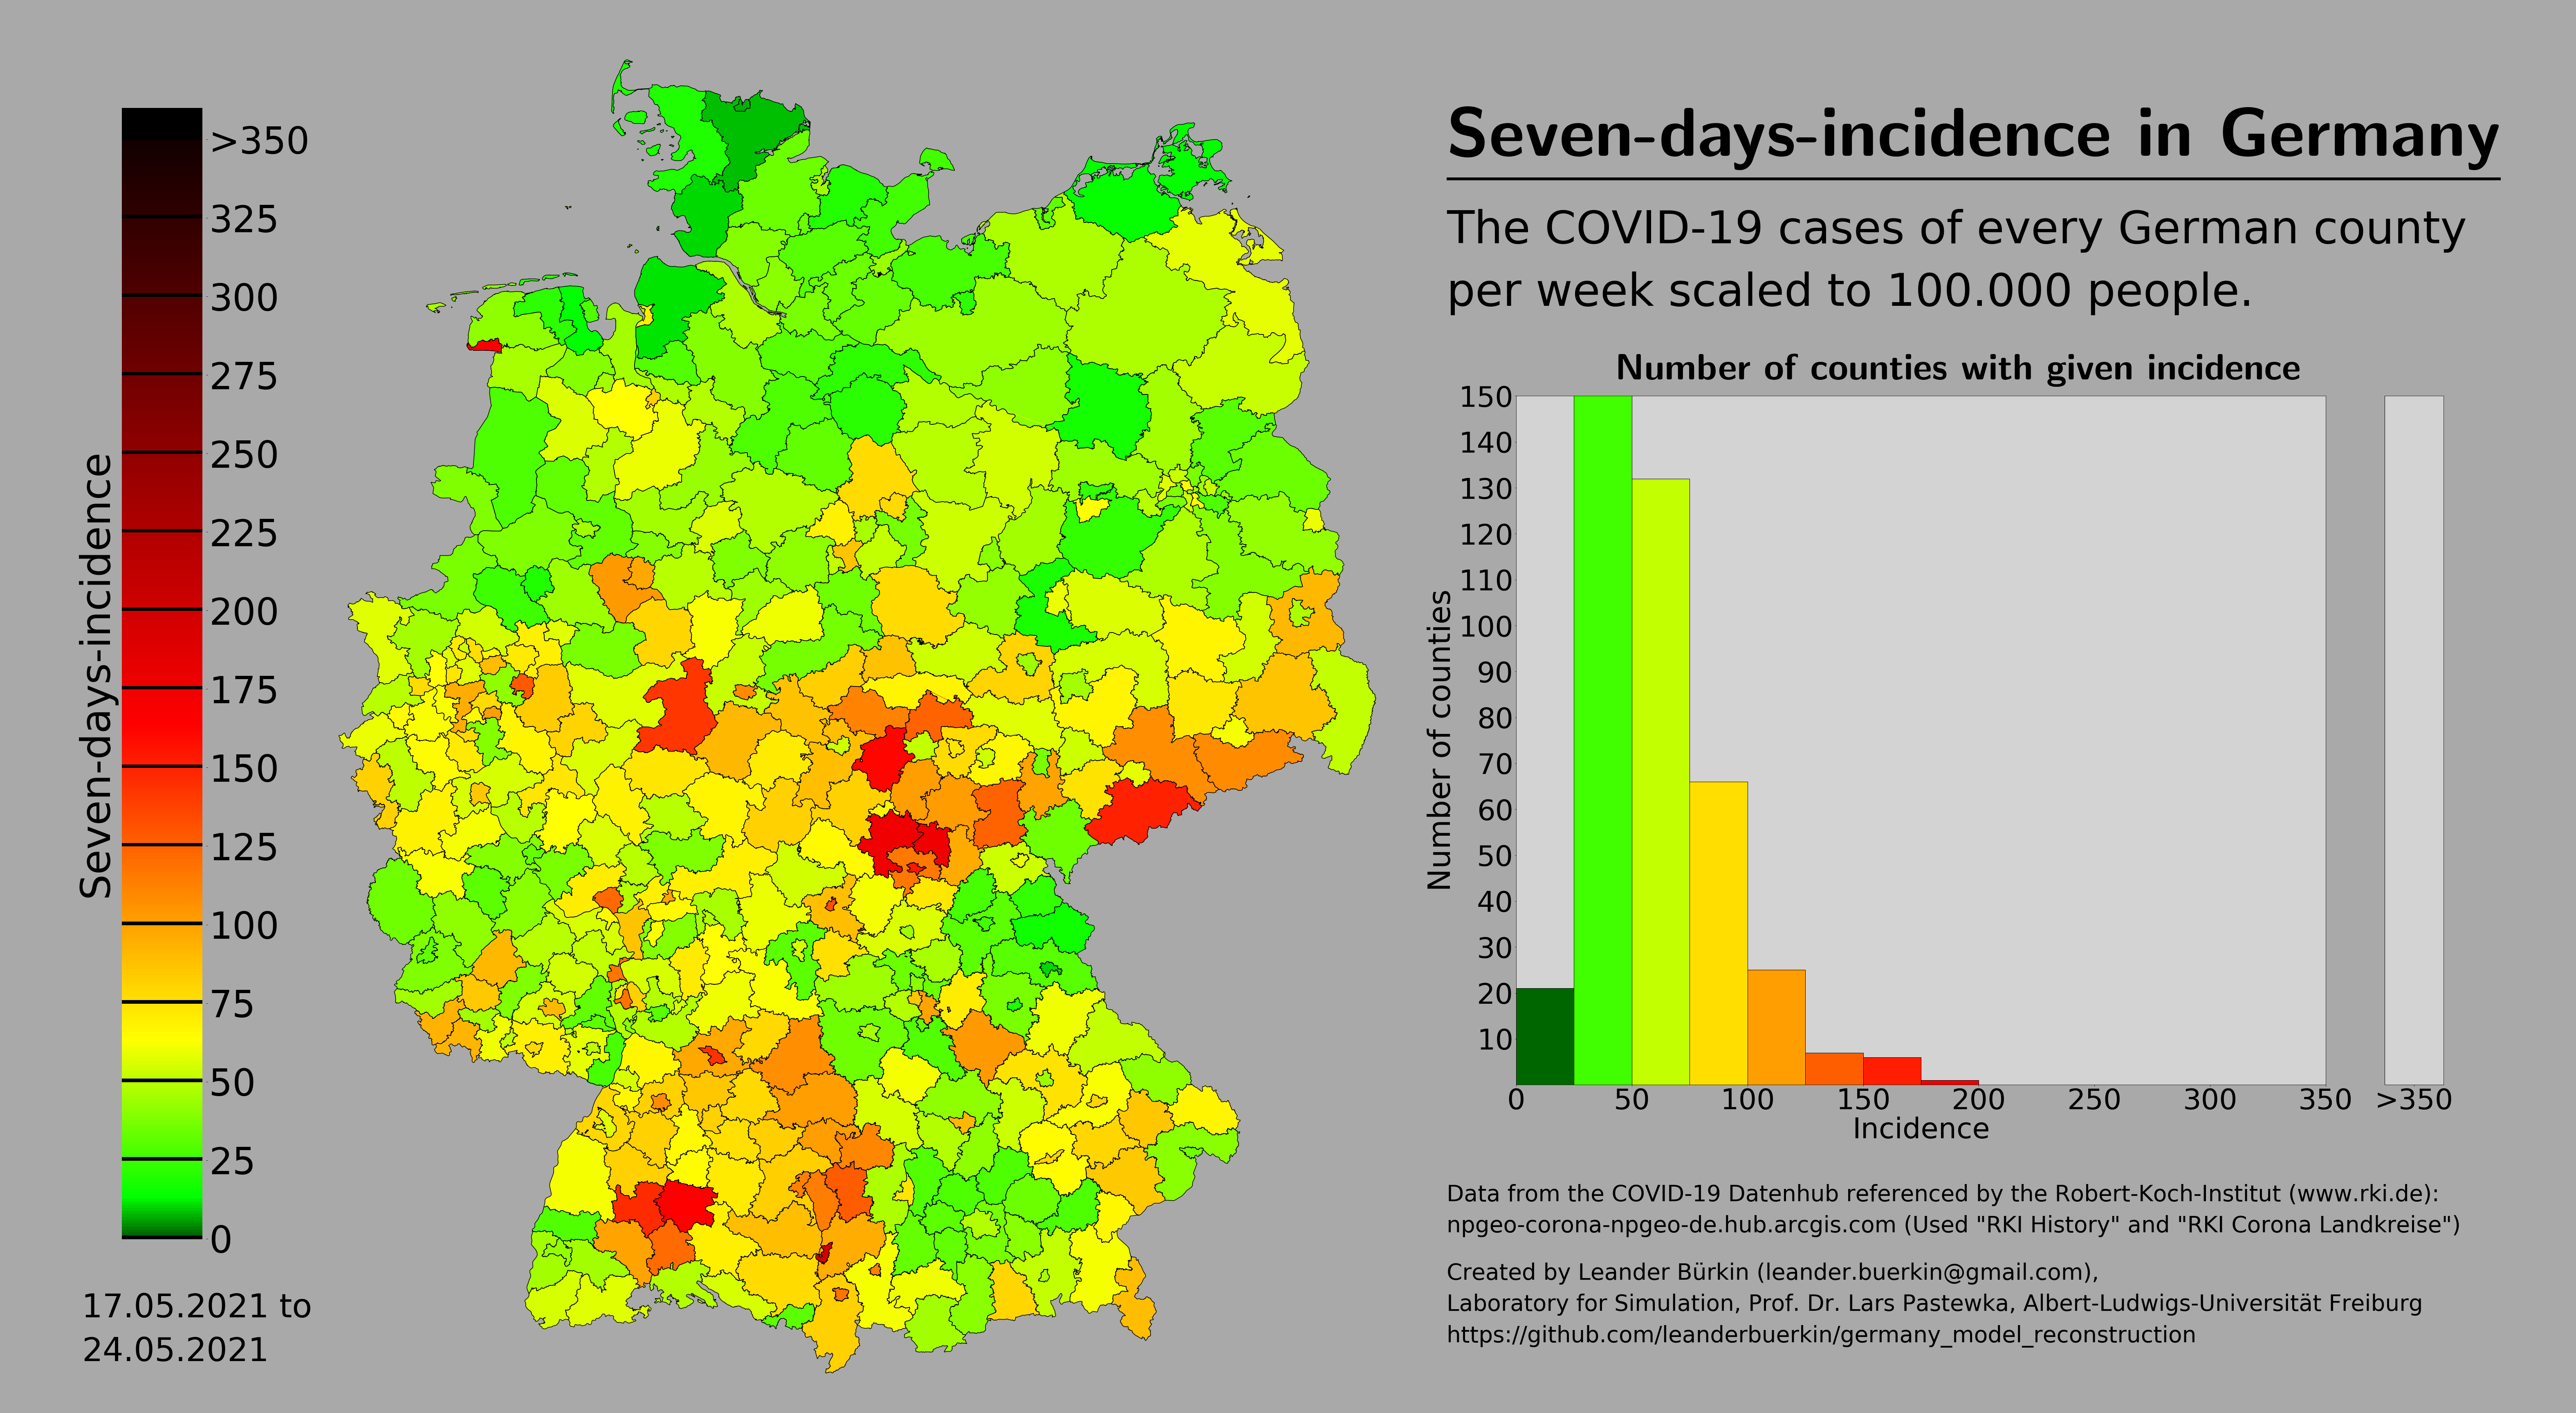 Seven-days-incidence in Germany
The COVID-19 cases of every German county
per week scaled to 100.000 people.
Seven-days-incidence
>350
325
300
275
250
225
200
175
150
125
100
75
50
25
0
17.05.2021 to
24.05.2021
Number of counties with given incidence
Number of counties
150
140
130
120
110
100
90
80
70
60
50
40
30
20
10
0 50 100 150 200 250 300 350 >350
Incidence
Data from the COVID-19 Datenhub referenced by the Robert-Koch-Institut (www.rki.de):
npgeo-corona-npgeo-de.hub.arcgis.com (Used "RKI History" and "RKI Corona Landkreise")
Created by Leander Bürkin (leander.buerkin@gmail.com),
Laboratory for Simulation, Prof. Dr. Lars Pastewka, Albert-Ludwigs-Universität Freiburg
https://github.com/leanderbuerkin/germany_model_reconstruction